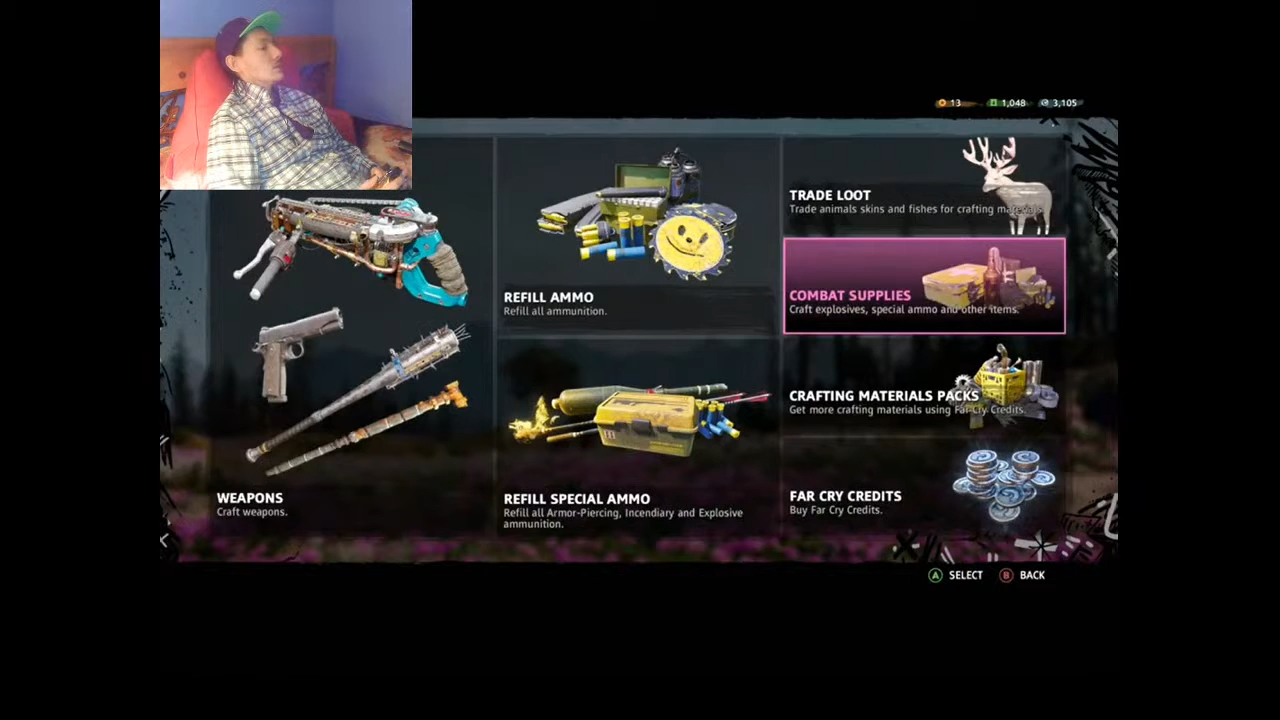 13 1,048 3,105
TRADE LOOT
Trade animals skins and fishes for crafting materials.
COMBAT SUPPLIES
Craft explosives, special ammo and other items.
REFILL AMMO
Refill all ammunition.
CRAFTING MATERIALS PACKS
Get more crafting materials using Far Cry Credits.
WEAPONS
Craft weapons.
REFILL SPECIAL AMMO
Refill all Armor-Piercing, Incendiary and Explosive
ammunition.
FAR CRY CREDITS
Buy Far Cry Credits.
A SELECT B BACK